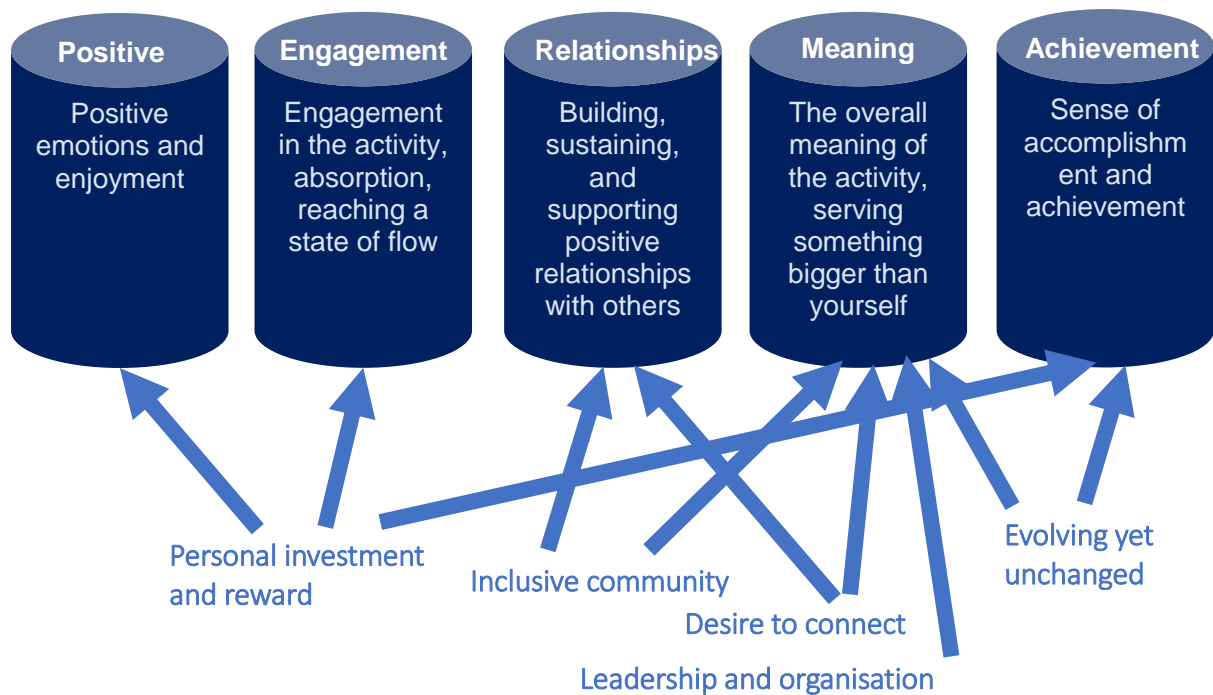 Positive
Positive
emotions and
enjoyment
Engagement
Engagement
in the activity,
absorption,
reaching a
state of flow
Relationships
Building,
sustaining,
and
supporting
positive
relationships
with others
Meaning
The overall
meaning of
the activity,
serving
something
bigger than
yourself
Achievement
Sense of
accomplishm
ent and
achievement
Personal investment
and reward
Inclusive community
Desire to connect
Leadership and organisation
Evolving yet
unchanged